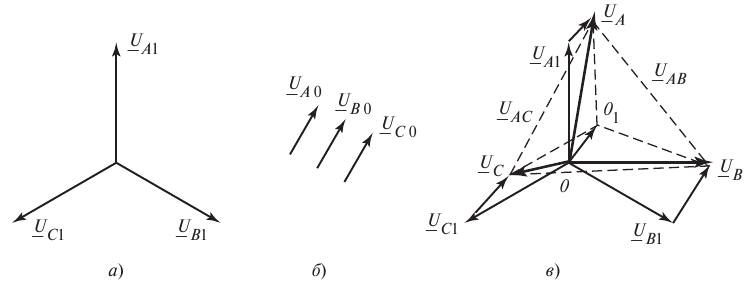 U_A1
U_C1
U_B1
а)
U_A0
U_B0
U_C0
б)
U_A
U_A1
U_AB
U_AC
0_1
U_C
0
U_B
U_C1
U_B1
в)